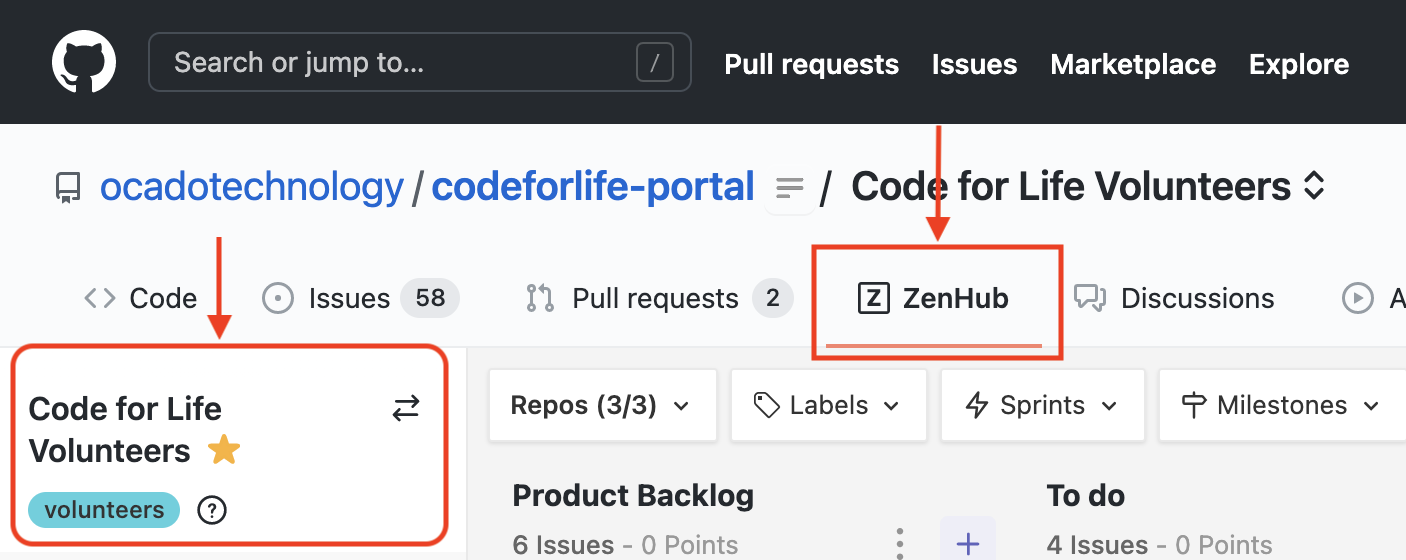 Search or jump to... /
Pull requests Issues Marketplace Explore
ocadotechnology / codeforlife-portal / Code for Life Volunteers
Code Issues 58 Pull requests 2 Z ZenHub Discussions A
Code for Life
Volunteers
volunteers ?
Repos (3/3) Labels Sprints Milestones
Product Backlog
6 Issues - 0 Points
To do
4 Issues - 0 Points